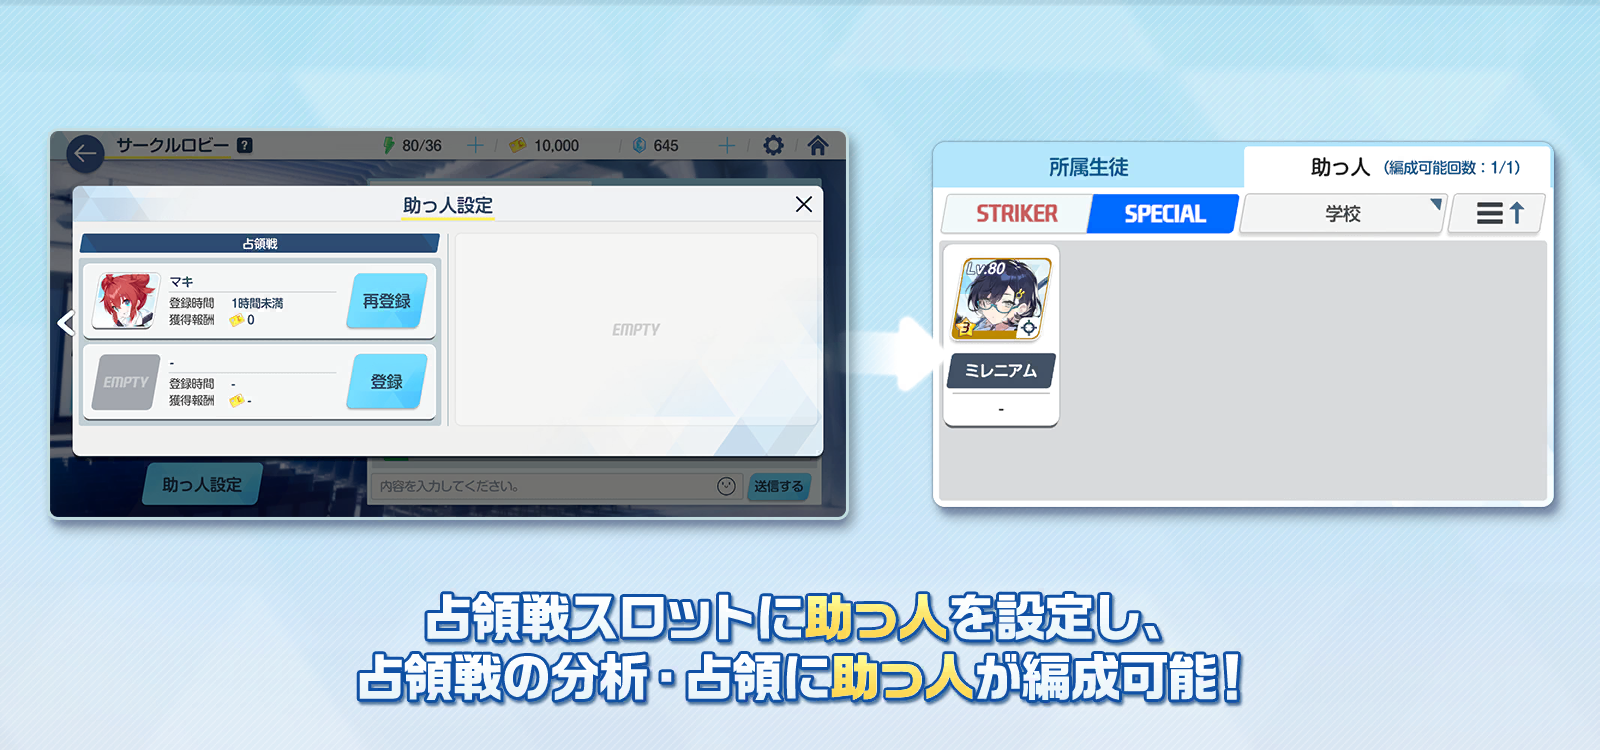 サークルロビー ?
80/36
10,000
645
助っ人設定
占領戦
マキ
登録時間 1時間未満
獲得報酬 0
再登録
EMPTY
-
登録時間 -
獲得報酬 -
登録
EMPTY
助っ人設定
内容を入力してください。
送信する
所属生徒
助っ人 (編成可能回数：1/1)
STRIKER
SPECIAL
学校
Lv.80
3
ミレニアム
-
占領戦スロットに助っ人を設定し、
占領戦の分析・占領に助っ人が編成可能！